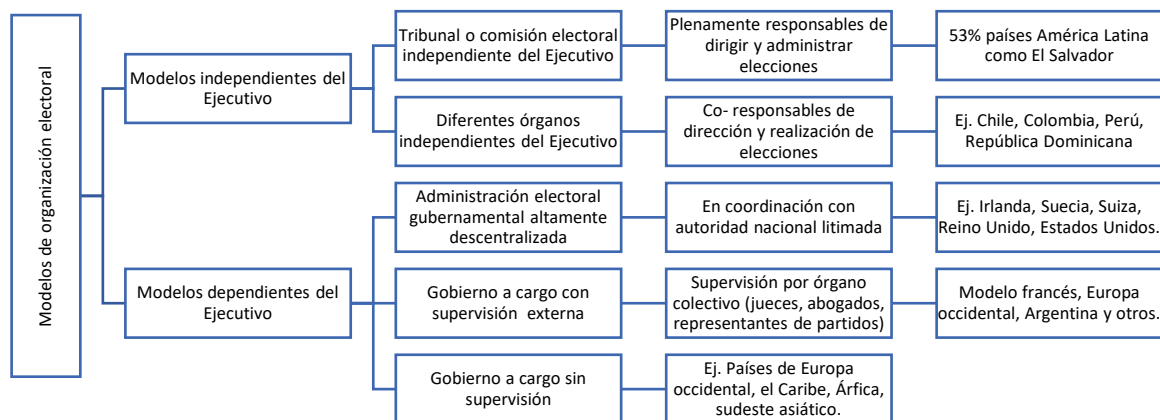 Modelos de organización electoral
Modelos independientes del
Ejecutivo
Tribunal o comisión electoral
independiente del Ejecutivo
Plenamente responsables de
dirigir y administrar
elecciones
53% países América Latina
como El Salvador
Diferentes órganos
independientes del Ejecutivo
Co- responsables de
dirección y realización de
elecciones
Ej. Chile, Colombia, Perú,
República Dominicana
Modelos dependientes del
Ejecutivo
Administración electoral
gubernamental altamente
descentralizada
En coordinación con
autoridad nacional litimada
Ej. Irlanda, Suecia, Suiza,
Reino Unido, Estados Unidos.
Gobierno a cargo con
supervisión externa
Supervisión por órgano
colectivo (jueces, abogados,
representantes de partidos)
Modelo francés, Europa
occidental, Argentina y otros.
Gobierno a cargo sin
supervisión
Ej. Países de Europa
occidental, el Caribe, Árfica,
sudeste asiático.